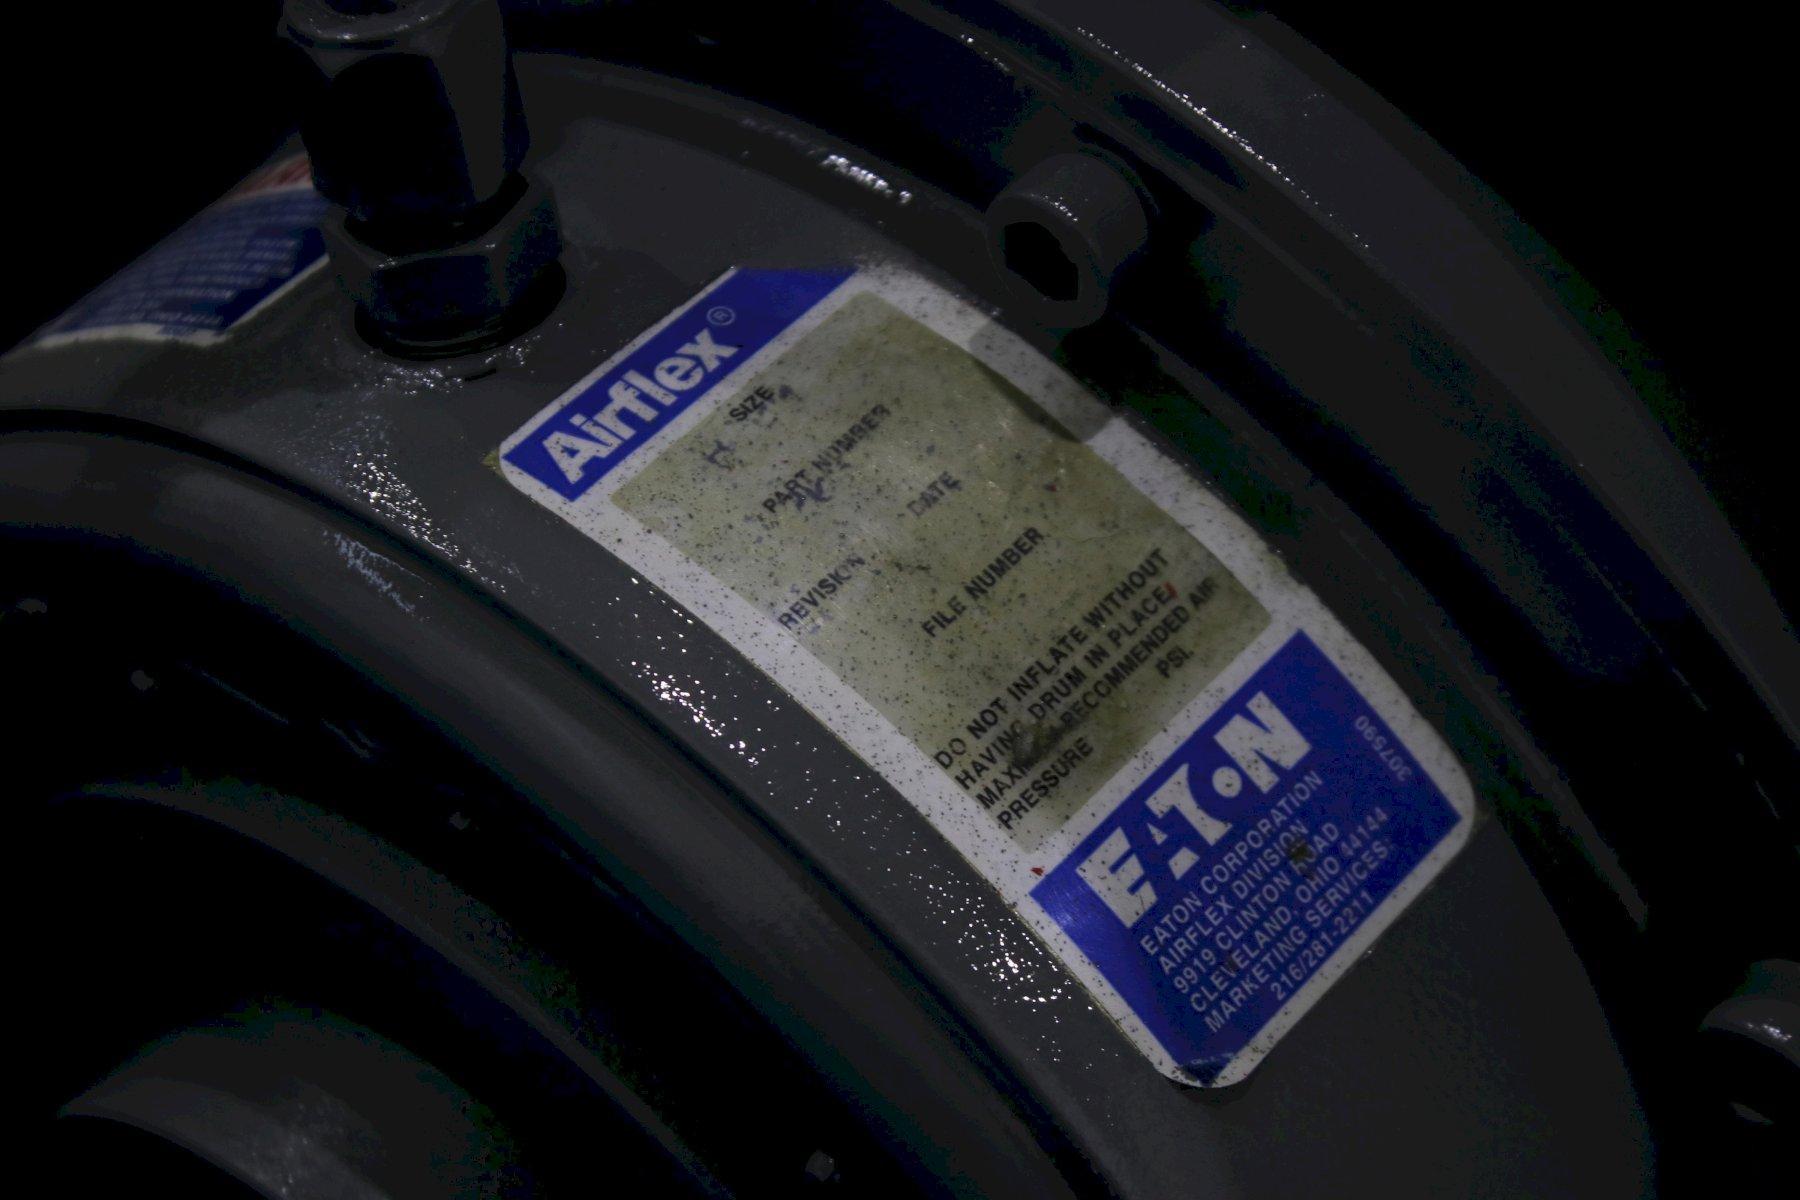 Airflex®
SIZE
PART NUMBER
DATE
REVISION
FILE NUMBER
DO NOT INFLATE WITHOUT
HAVING DRUM IN PLACE
RECOMMENDED AIR
PRESSURE PSI.
EATON
307590
EATON CORPORATION
AIRFLEX DIVISION
9919 CLINTON ROAD
CLEVELAND, OHIO 44144
MARKETING SERVICES:
216/281-2211